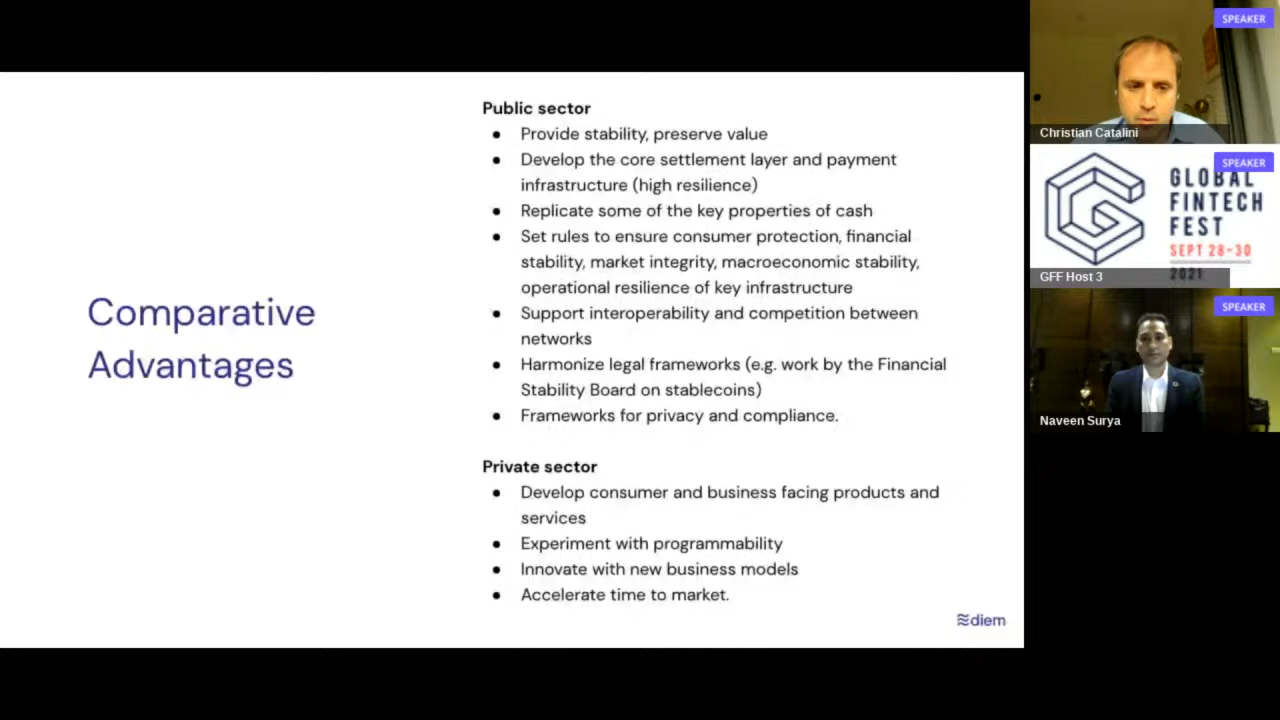 Comparative
Advantages
Public sector
● Provide stability, preserve value
● Develop the core settlement layer and payment
infrastructure (high resilience)
● Replicate some of the key properties of cash
● Set rules to ensure consumer protection, financial
stability, market integrity, macroeconomic stability,
operational resilience of key infrastructure
● Support interoperability and competition between
networks
● Harmonize legal frameworks (e.g. work by the Financial
Stability Board on stablecoins)
● Frameworks for privacy and compliance.
Private sector
● Develop consumer and business facing products and
services
● Experiment with programmability
● Innovate with new business models
● Accelerate time to market.
diem
SPEAKER
Christian Catalini
SPEAKER
GLOBAL
FINTECH
FEST
SEPT 28-30
2021
GFF Host 3
SPEAKER
Naveen Surya